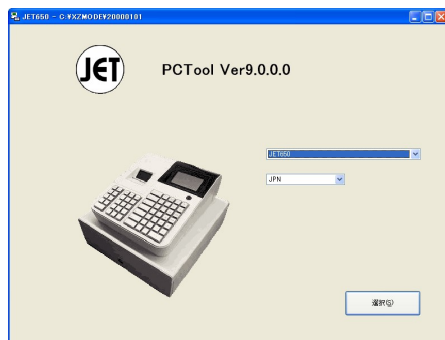 JET650 - C:¥XZMODE¥20000101
JET
PCTool Ver9.0.0.0
JET650
JPN
選択(S)